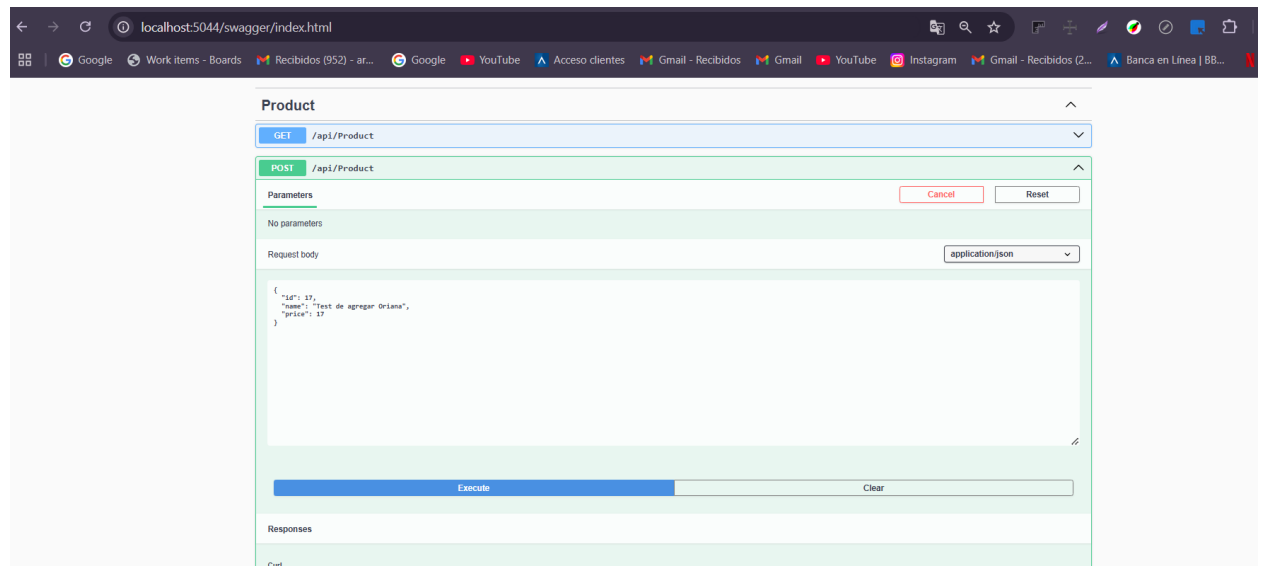 localhost:5044/swagger/index.html
Google Work items - Boards Recibidos (952) - ar... Google YouTube Acceso clientes Gmail - Recibidos Gmail YouTube Instagram Gmail - Recibidos (2... Banca en Línea | BB...
Product
GET /api/Product
POST /api/Product
Parameters Cancel Reset
No parameters
Request body application/json
{
"id": 17,
"name": "Test de agregar Oriana",
"price": 17
}
Execute Clear
Responses
Curl